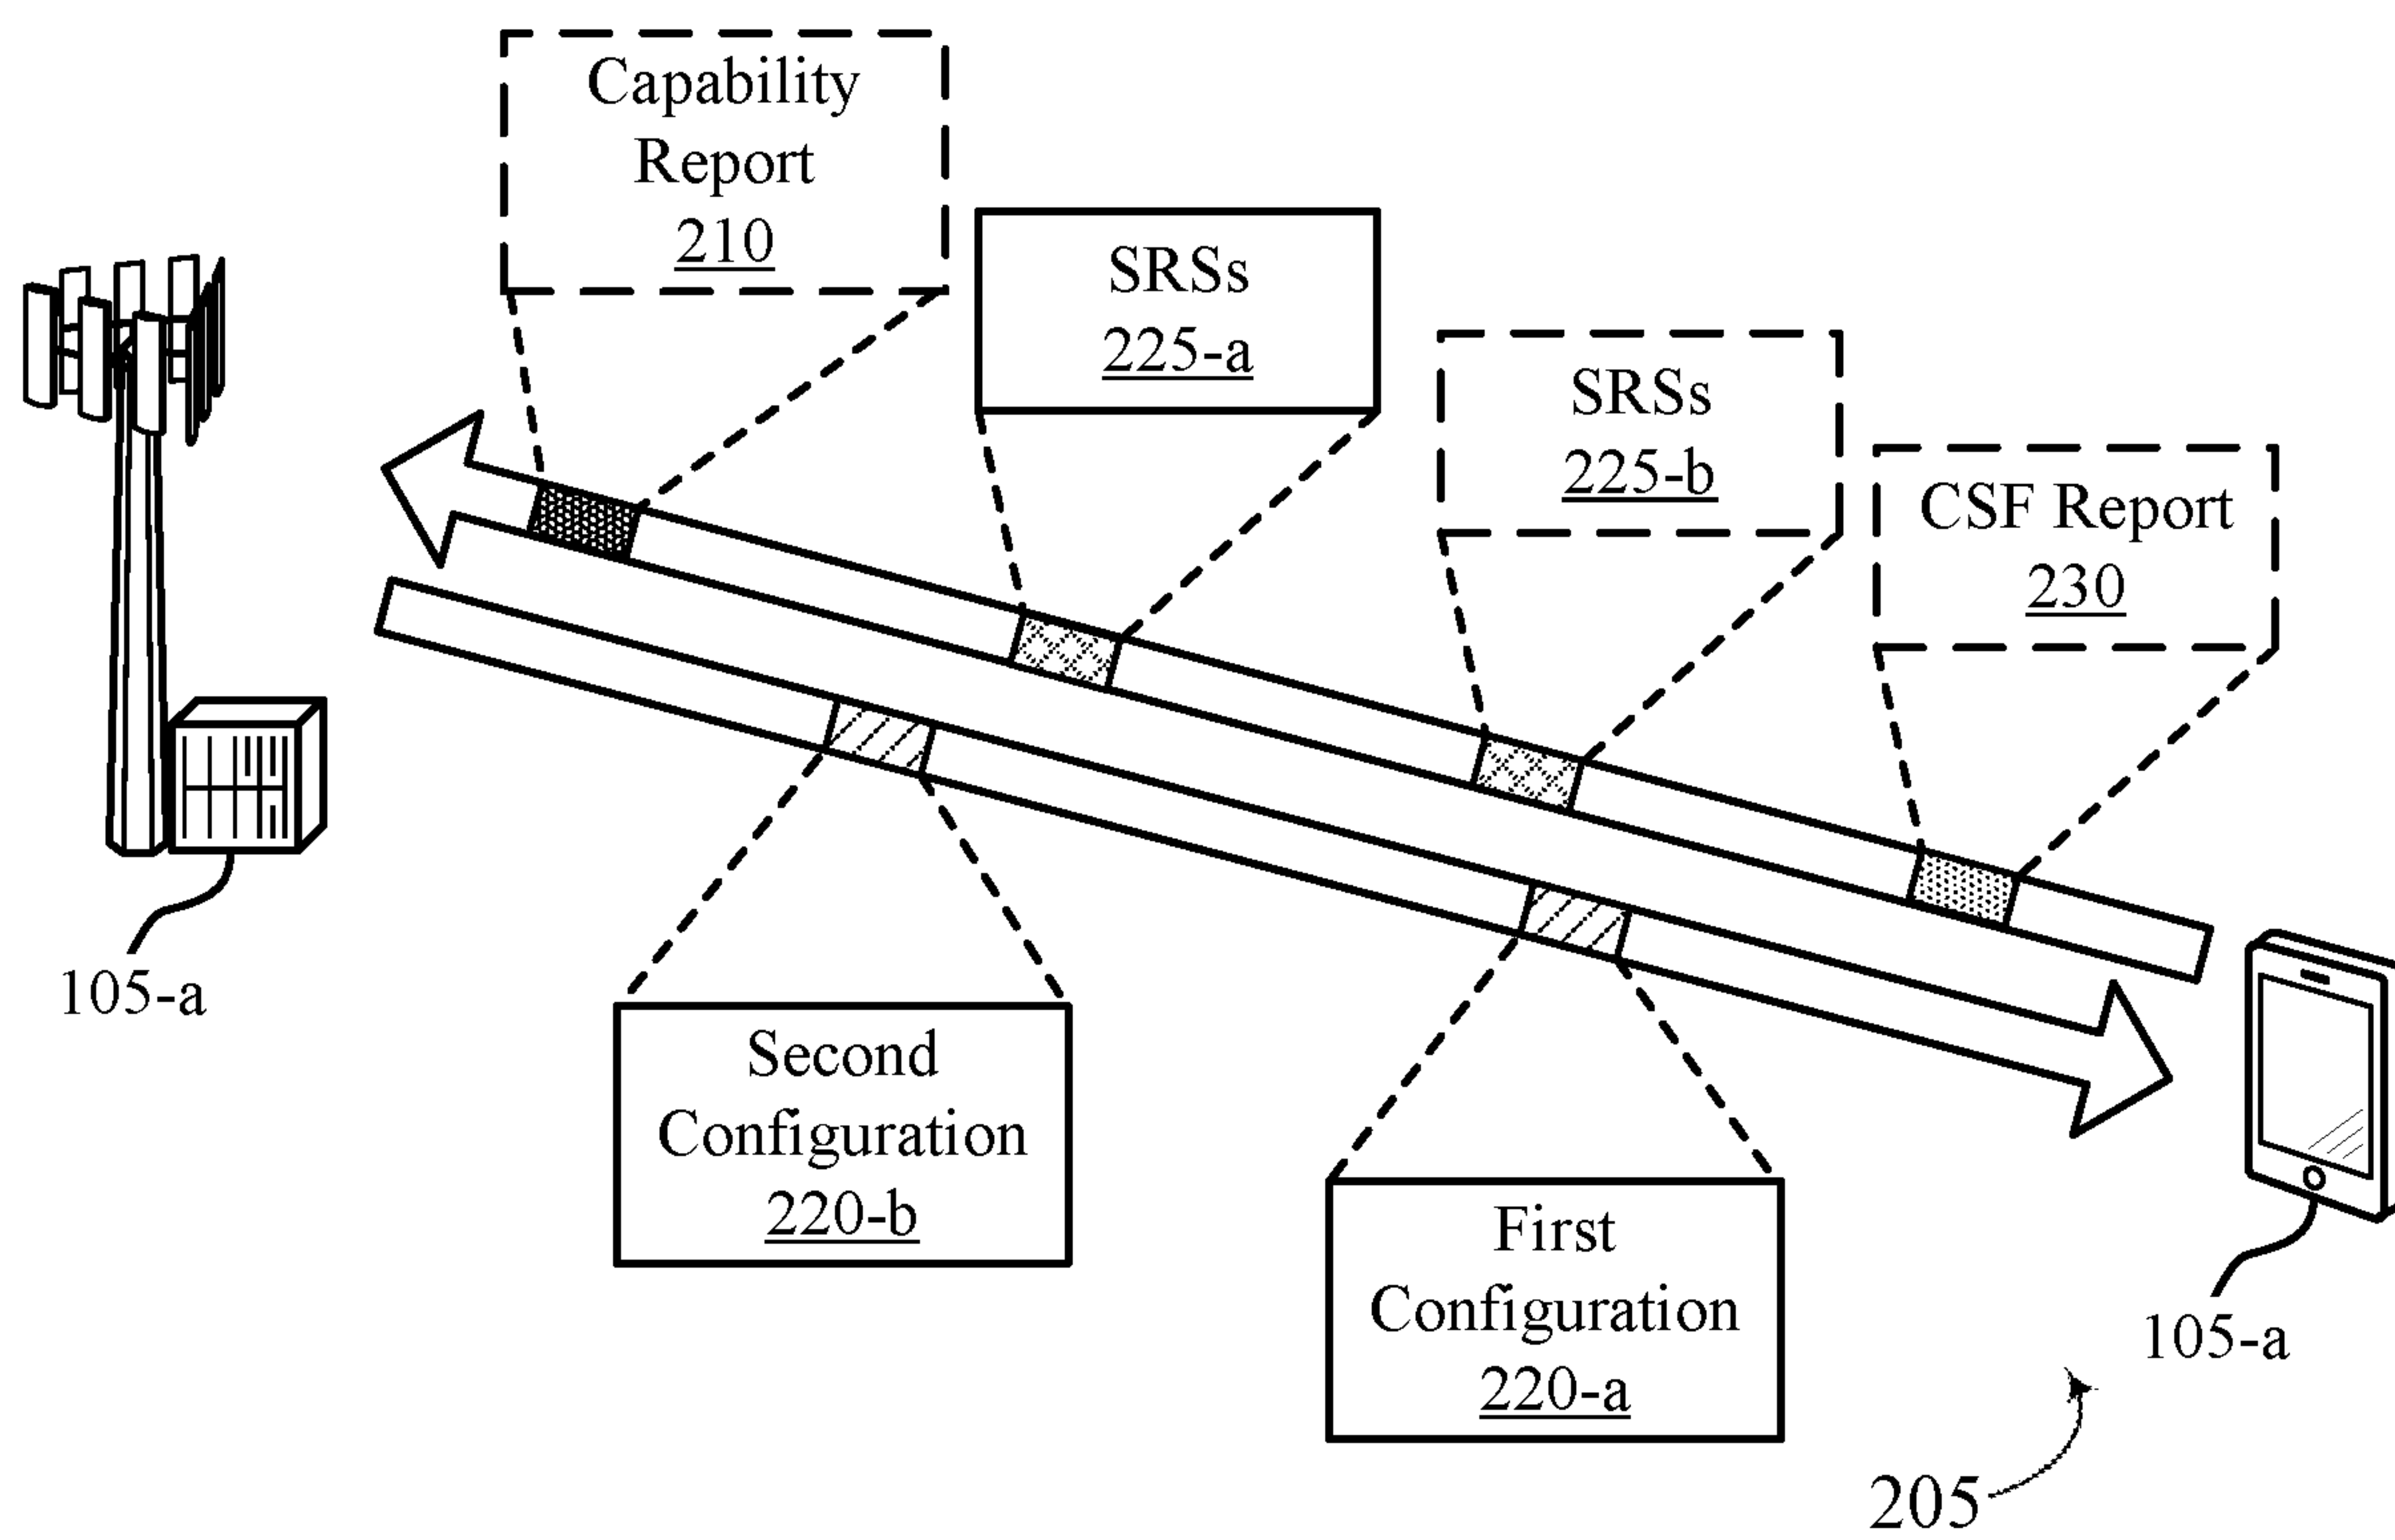 Capability
Report
210
SRSs
225-a
SRSs
225-b
CSF Report
230
105-a
Second
Configuration
220-b
First
Configuration
220-a
105-a
205